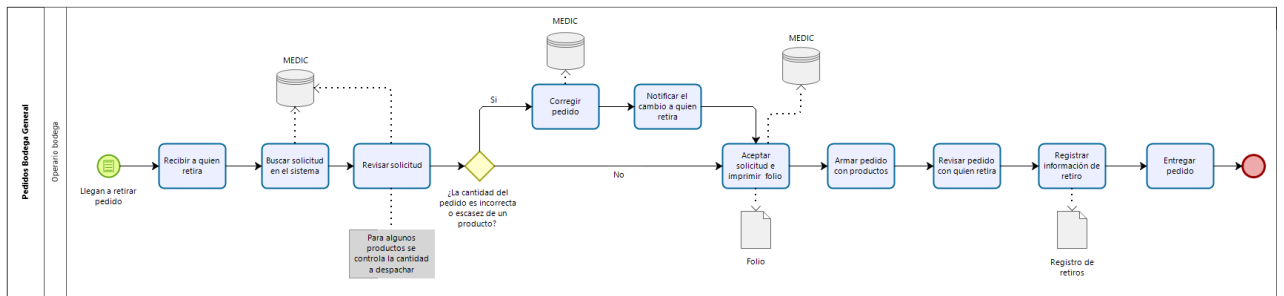 Pedidos Bodega General
Operario bodega
Llegan a retirar
pedido
Recibir a quien
retira
Buscar solicitud
en el sistema
MEDIC
Revisar solicitud
Para algunos
productos se
controla la cantidad
a despachar
¿La cantidad del
pedido es incorrecta
o escasez de un
producto?
Si
No
MEDIC
Corregir
pedido
Notificar el
cambio a quien
retira
MEDIC
Aceptar
solicitud e
imprimir folio
Folio
Armar pedido
con productos
Revisar pedido
con quien retira
Registrar
información de
retiro
Registro de
retiros
Entregar
pedido